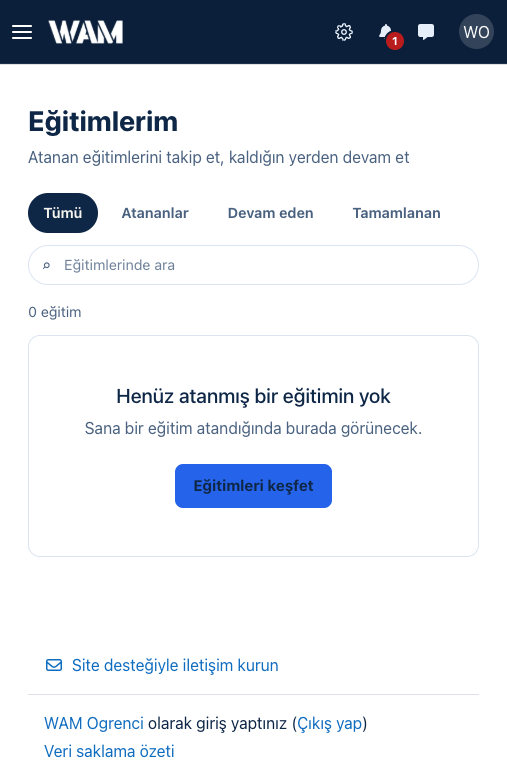 WAM
1
WO
Eğitimlerim
Atanan eğitimlerini takip et, kaldığın yerden devam et
Tümü
Atananlar
Devam eden
Tamamlanan
Eğitimlerinde ara
0 eğitim
Henüz atanmış bir eğitimin yok
Sana bir eğitim atandığında burada görünecek.
Eğitimleri keşfet
Site desteğiyle iletişim kurun
WAM Ogrenci olarak giriş yaptınız (Çıkış yap)
Veri saklama özeti